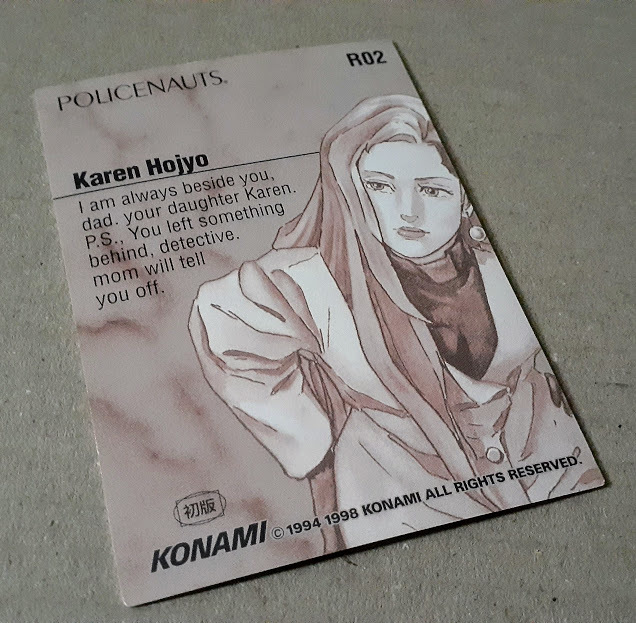 POLICENAUTS®
R02
Karen Hojyo
I am always beside you,
dad. your daughter Karen.
P.S., You left something
behind, detective.
mom will tell
you off.
初版
KONAMI © 1994 1998 KONAMI ALL RIGHTS RESERVED.